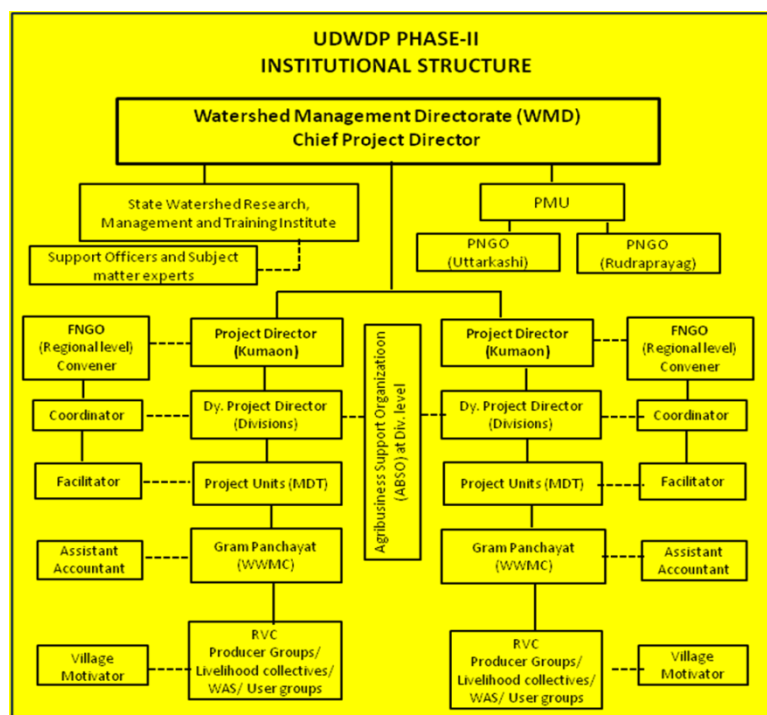 UDWDP PHASE-II
INSTITUTIONAL STRUCTURE
Watershed Management Directorate (WMD)
Chief Project Director
State Watershed Research,
Management and Training Institute
PMU
Support Officers and Subject
matter experts
PNGO
(Uttarkashi)
PNGO
(Rudraprayag)
FNGO
(Regional level)
Convener
Project Director
(Kumaon)
Agribusiness Support Organizatioon
(ABSO) at Div. level
Project Director
(Kumaon)
FNGO
(Regional level)
Convener
Coordinator
Dy. Project Director
(Divisions)
Dy. Project Director
(Divisions)
Coordinator
Facilitator
Project Units (MDT)
Project Units (MDT)
Facilitator
Assistant
Accountant
Gram Panchayat
(WWMC)
Gram Panchayat
(WWMC)
Assistant
Accountant
Village
Motivator
RVC
Producer Groups/
Livelihood collectives/
WAS/ User groups
RVC
Producer Groups/
Livelihood collectives/
WAS/ User groups
Village
Motivator